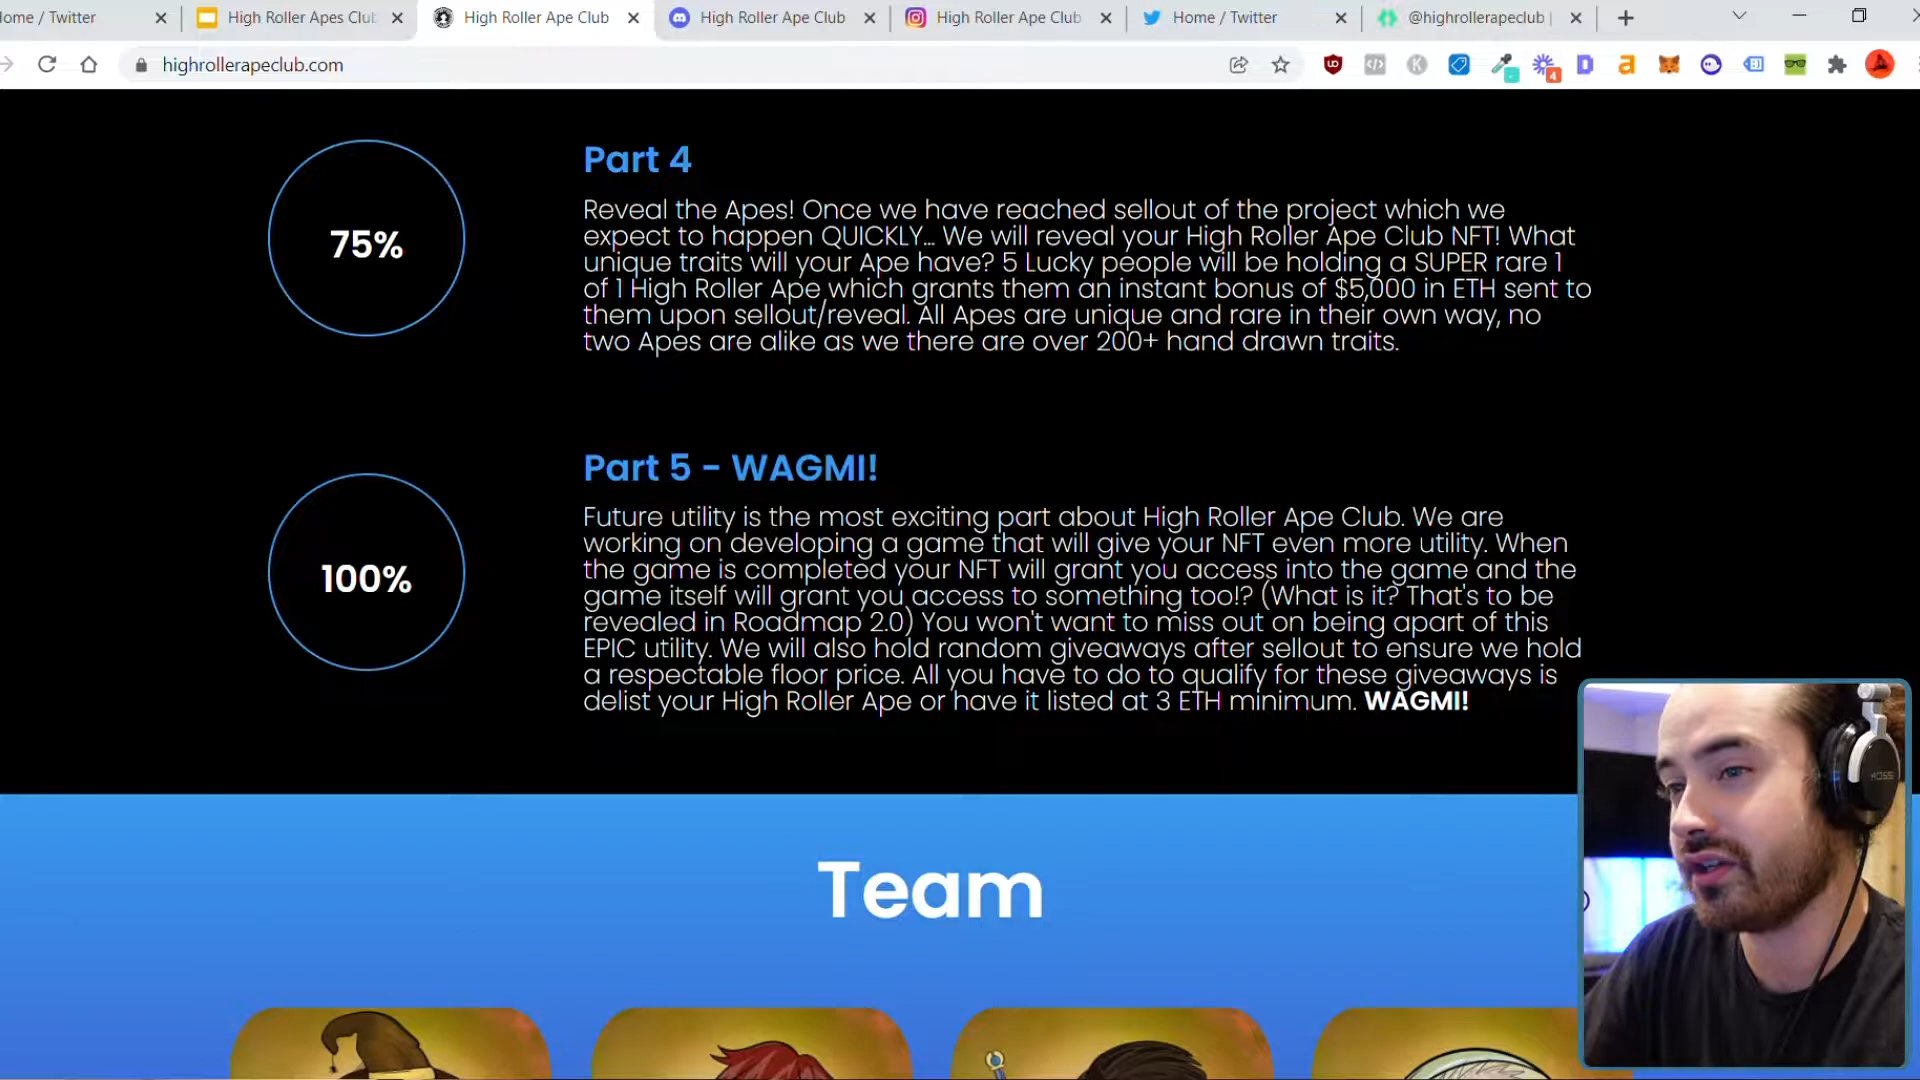 Home / Twitter
High Roller Apes Clu
High Roller Ape Club
High Roller Ape Club
High Roller Ape Club
Home / Twitter
@highrollerapeclub |
highrollerapeclub.com
4
75%
Part 4
Reveal the Apes! Once we have reached sellout of the project which we
expect to happen QUICKLY... We will reveal your High Roller Ape Club NFT! What
unique traits will your Ape have? 5 Lucky people will be holding a SUPER rare 1
of 1 High Roller Ape which grants them an instant bonus of $5,000 in ETH sent to
them upon sellout/reveal. All Apes are unique and rare in their own way, no
two Apes are alike as we there are over 200+ hand drawn traits.
100%
Part 5 - WAGMI!
Future utility is the most exciting part about High Roller Ape Club. We are
working on developing a game that will give your NFT even more utility. When
the game is completed your NFT will grant you access into the game and the
game itself will grant you access to something too!? (What is it? That's to be
revealed in Roadmap 2.0) You won't want to miss out on being apart of this
EPIC utility. We will also hold random giveaways after sellout to ensure we hold
a respectable floor price. All you have to do to qualify for these giveaways is
delist your High Roller Ape or have it listed at 3 ETH minimum. WAGMI!
Team
KOSS